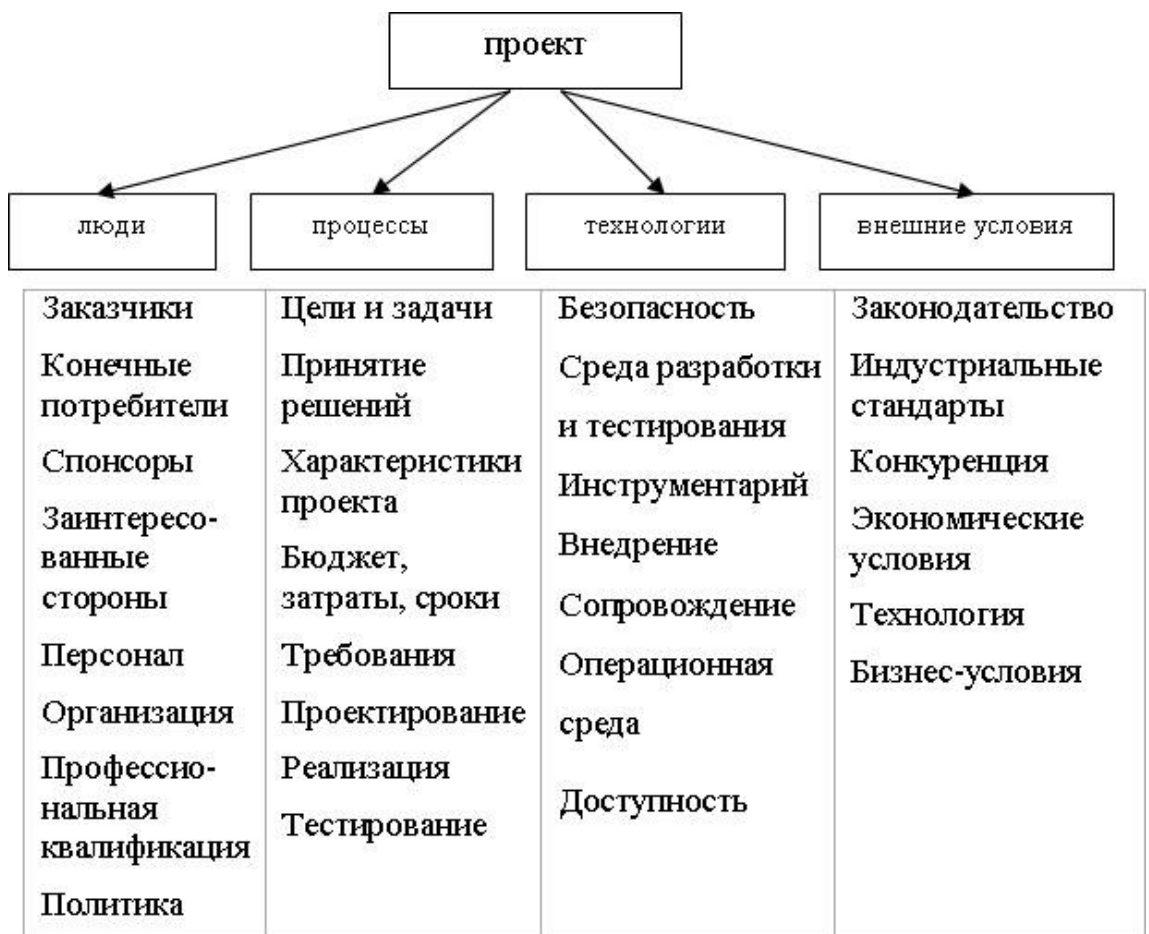 проект
люди
процессы
технологии
внешние условия
Заказчики
Конечные
потребители
Спонсоры
Заинтересо-
ванные
стороны
Персонал
Организация
Профессио-
нальная
квалификация
Политика
Цели и задачи
Принятие
решений
Характеристики
проекта
Бюджет,
затраты, сроки
Требования
Проектирование
Реализация
Тестирование
Безопасность
Среда разработки
и тестирования
Инструментарий
Внедрение
Сопровождение
Операционная
среда
Доступность
Законодательство
Индустриальные
стандарты
Конкуренция
Экономические
условия
Технология
Бизнес-условия